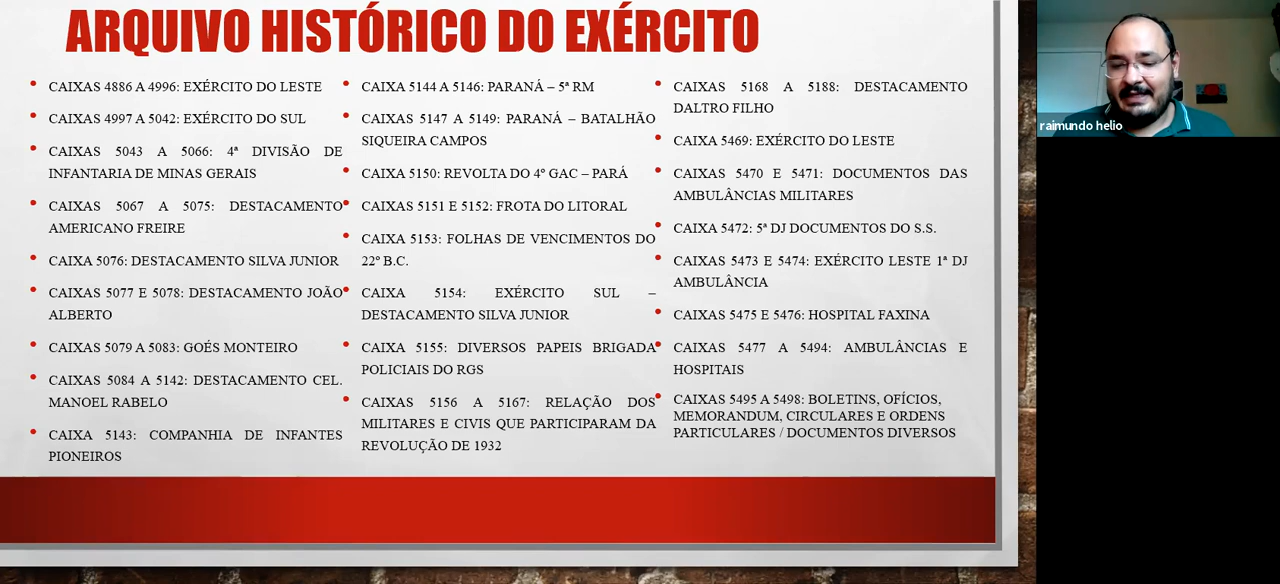 ARQUIVO HISTÓRICO DO EXÉRCITO
CAIXAS 4886 A 4996: EXÉRCITO DO LESTE
CAIXAS 4997 A 5042: EXÉRCITO DO SUL
CAIXAS 5043 A 5066: 4ª DIVISÃO DE
INFANTARIA DE MINAS GERAIS
CAIXAS 5067 A 5075: DESTACAMENTO
AMERICANO FREIRE
CAIXA 5076: DESTACAMENTO SILVA JUNIOR
CAIXAS 5077 E 5078: DESTACAMENTO JOÃO
ALBERTO
CAIXAS 5079 A 5083: GOÉS MONTEIRO
CAIXAS 5084 A 5142: DESTACAMENTO CEL.
MANOEL RABELO
CAIXA 5143: COMPANHIA DE INFANTES
PIONEIROS
CAIXA 5144 A 5146: PARANÁ – 5ª RM
CAIXAS 5147 A 5149: PARANÁ – BATALHÃO
SIQUEIRA CAMPOS
CAIXA 5150: REVOLTA DO 4º GAC – PARÁ
CAIXAS 5151 E 5152: FROTA DO LITORAL
CAIXA 5153: FOLHAS DE VENCIMENTOS DO
22º B.C.
CAIXA 5154: EXÉRCITO SUL –
DESTACAMENTO SILVA JUNIOR
CAIXA 5155: DIVERSOS PAPEIS BRIGADA
POLICIAIS DO RGS
CAIXAS 5156 A 5167: RELAÇÃO DOS
MILITARES E CIVIS QUE PARTICIPARAM DA
REVOLUÇÃO DE 1932
CAIXAS 5168 A 5188: DESTACAMENTO
DALTRO FILHO
CAIXA 5469: EXÉRCITO DO LESTE
CAIXAS 5470 E 5471: DOCUMENTOS DAS
AMBULÂNCIAS MILITARES
CAIXA 5472: 5ª DJ DOCUMENTOS DO S.S.
CAIXAS 5473 E 5474: EXÉRCITO LESTE 1ª DJ
AMBULÂNCIA
CAIXAS 5475 E 5476: HOSPITAL FAXINA
CAIXAS 5477 A 5494: AMBULÂNCIAS E
HOSPITAIS
CAIXAS 5495 A 5498: BOLETINS, OFÍCIOS,
MEMORANDUM, CIRCULARES E ORDENS
PARTICULARES / DOCUMENTOS DIVERSOS
raimundo helio